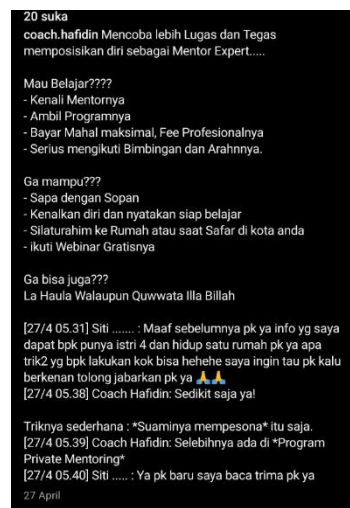 20 suka
coach.hafidin Mencoba lebih Lugas dan Tegas
memposisikan diri sebagai Mentor Expert.....
Mau Belajar????
- Kenali Mentornya
- Ambil Programnya
- Bayar Mahal maksimal, Fee Profesionalnya
- Serius mengikuti Bimbingan dan Arahnnya.
Ga mampu???
- Sapa dengan Sopan
- Kenalkan diri dan nyatakan siap belajar
- Silaturahim ke Rumah atau saat Safar di kota anda
- ikuti Webinar Gratisnya
Ga bisa juga???
La Haula Walaupun Quwwata Illa Billah
[27/4 05.31] Siti ....... : Maaf sebelumnya pk ya info yg saya
dapat bpk punya istri 4 dan hidup satu rumah pk ya apa
trik2 yg bpk lakukan kok bisa hehehe saya ingin tau pk kalu
berkenan tolong jabarkan pk ya 🙏🙏
[27/4 05.38] Coach Hafidin: Sedikit saja ya!
Triknya sederhana : *Suaminya mempesona* itu saja.
[27/4 05.39] Coach Hafidin: Selebihnya ada di *Program
Private Mentoring*
[27/4 05.40] Siti ..... : Ya pk baru saya baca trima pk ya
27 April